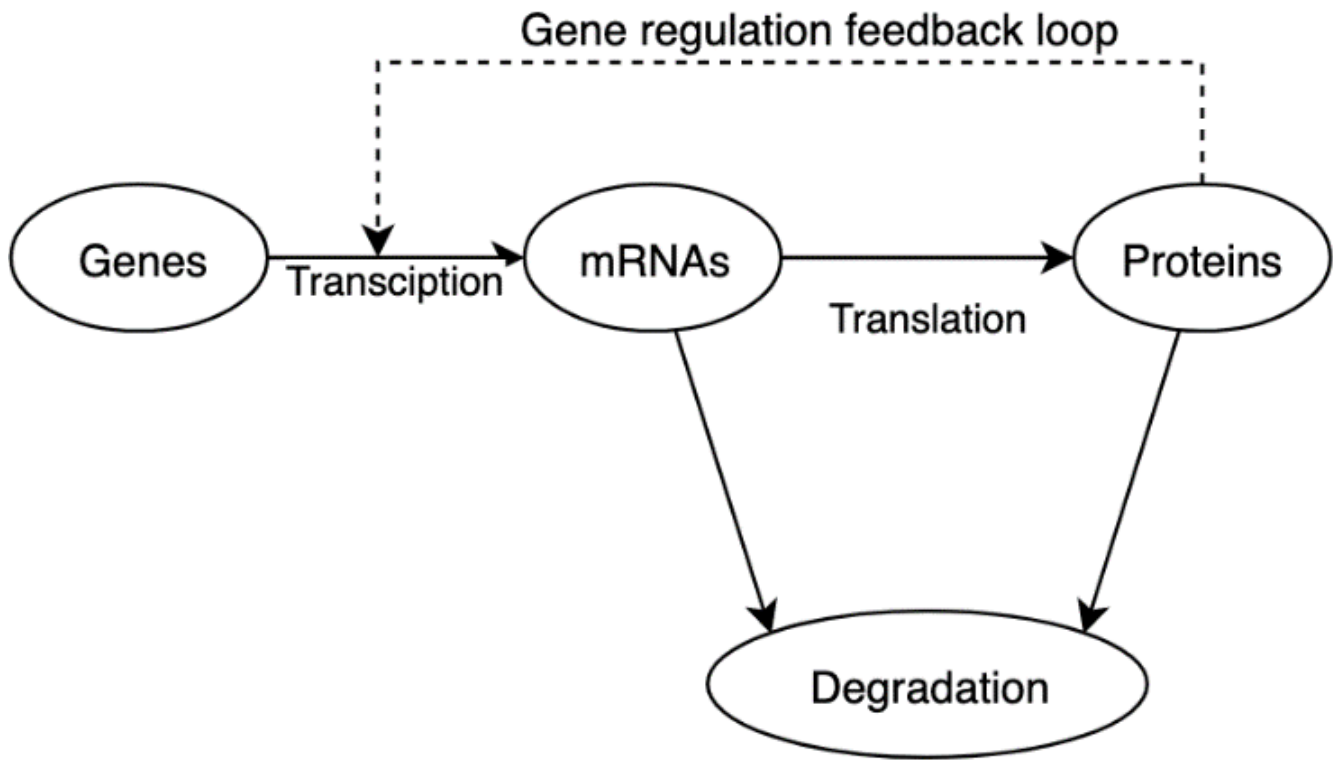 Gene regulation feedback loop
Genes
Transciption
mRNAs
Translation
Proteins
Degradation